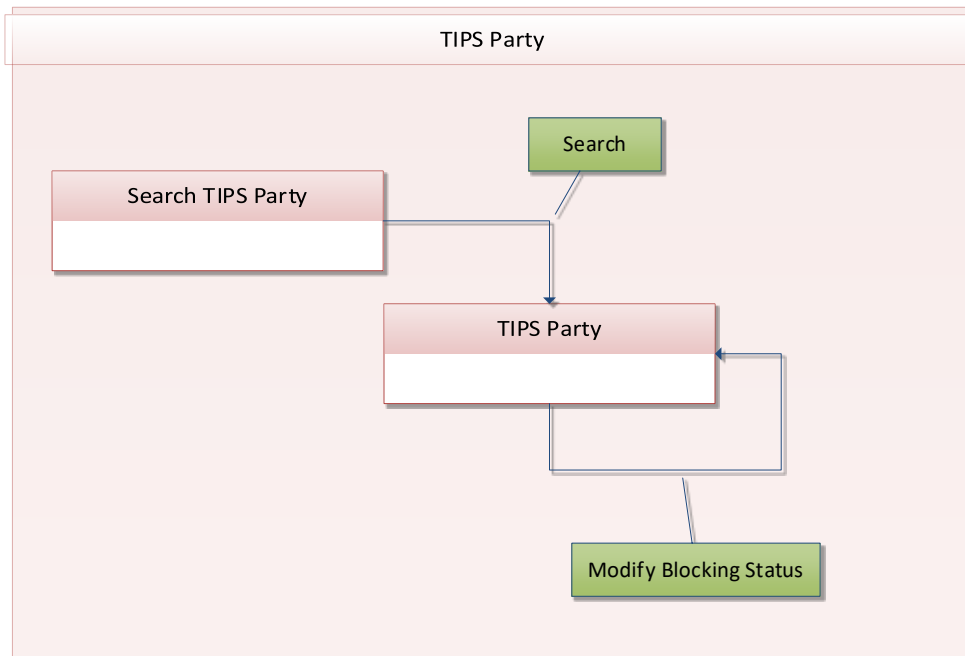 TIPS Party
Search
Search TIPS Party
TIPS Party
Modify Blocking Status